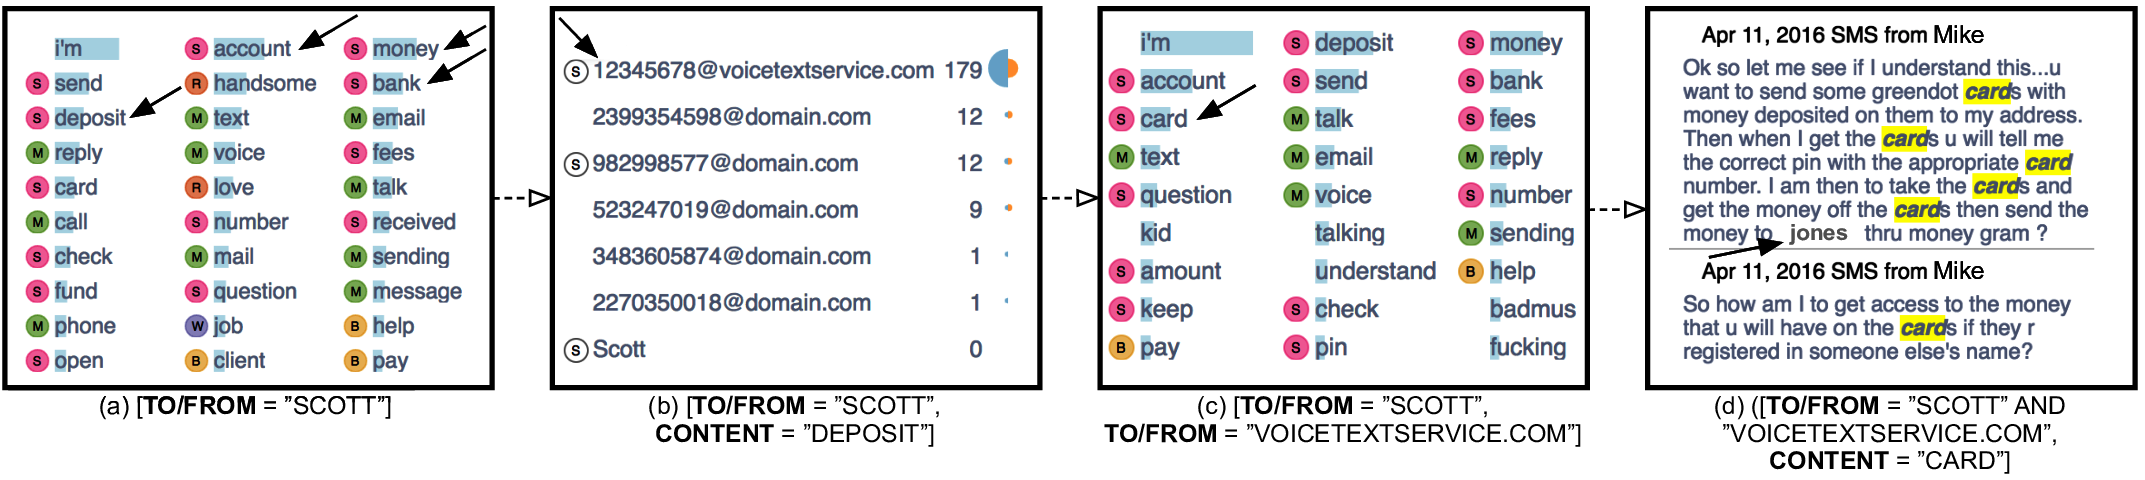 i'm S account S money
S send R handsome S bank
S deposit M text M email
M reply M voice S fees
S card R love M talk
M call S number S received
S check M mail M sending
S fund S question M message
M phone W job B help
S open B client B pay
(a) [TO/FROM = ”SCOTT”]
S 12345678@voicetextservice.com 179
2399354598@domain.com 12
S 982998577@domain.com 12
523247019@domain.com 9
3483605874@domain.com 1
2270350018@domain.com 1
S Scott 0
(b) [TO/FROM = ”SCOTT”,
CONTENT = ”DEPOSIT”]
i'm S deposit S money
S account S send S bank
S card M talk S fees
M text M email M reply
S question M voice S number
kid talking M sending
S amount understand B help
S keep S check badmus
B pay S pin fucking
(c) [TO/FROM = ”SCOTT”,
TO/FROM = ”VOICETEXTSERVICE.COM”]
Apr 11, 2016 SMS from Mike
Ok so let me see if I understand this...u
want to send some greendot cards with
money deposited on them to my address.
Then when I get the cards u will tell me
the correct pin with the appropriate card
number. I am then to take the cards and
get the money off the cards then send the
money to jones thru money gram ?
Apr 11, 2016 SMS from Mike
So how am I to get access to the money
that u will have on the cards if they r
registered in someone else's name?
(d) ([TO/FROM = ”SCOTT” AND
”VOICETEXTSERVICE.COM”,
CONTENT = ”CARD”]